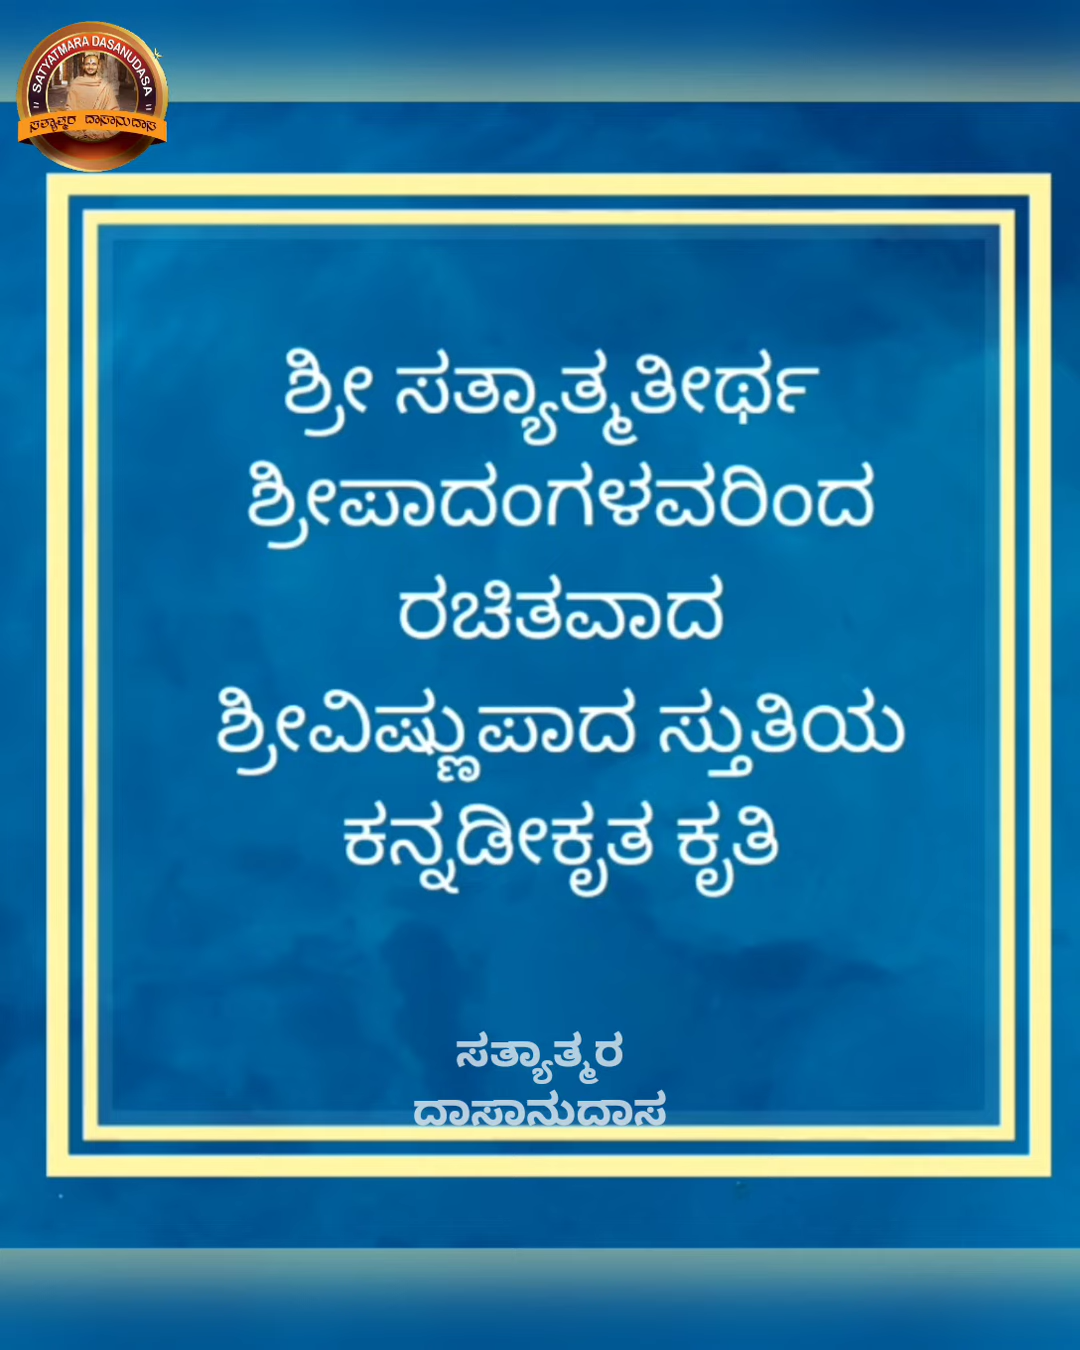 SATYATMARA DASANUDASA
ಸತ್ಯಾತ್ಮರ ದಾಸಾನುದಾಸ
ಶ್ರೀ ಸತ್ಯಾತ್ಮತೀರ್ಥ
ಶ್ರೀಪಾದಂಗಳವರಿಂದ
ರಚಿತವಾದ
ಶ್ರೀವಿಷ್ಣುಪಾದ ಸ್ತುತಿಯ
ಕನ್ನಡೀಕೃತ ಕೃತಿ
ಸತ್ಯಾತ್ಮರ
ದಾಸಾನುದಾಸ